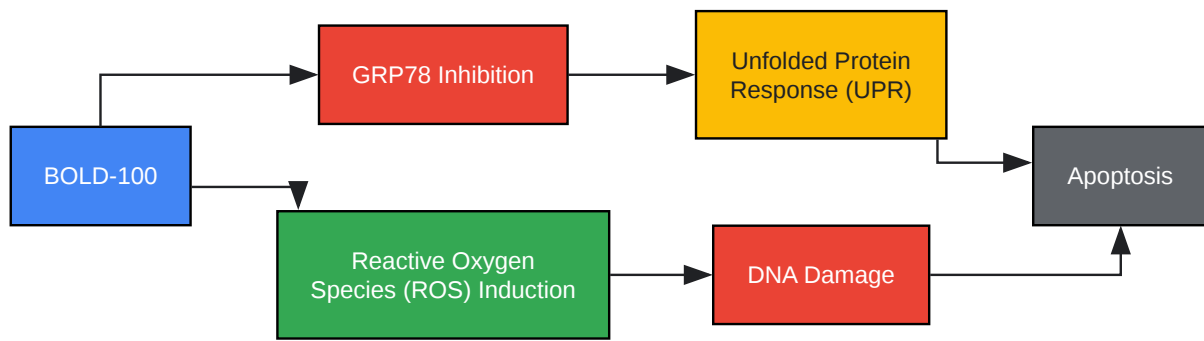 GRP78 Inhibition
Unfolded Protein
Response (UPR)
BOLD-100
Apoptosis
Reactive Oxygen
Species (ROS) Induction
DNA Damage